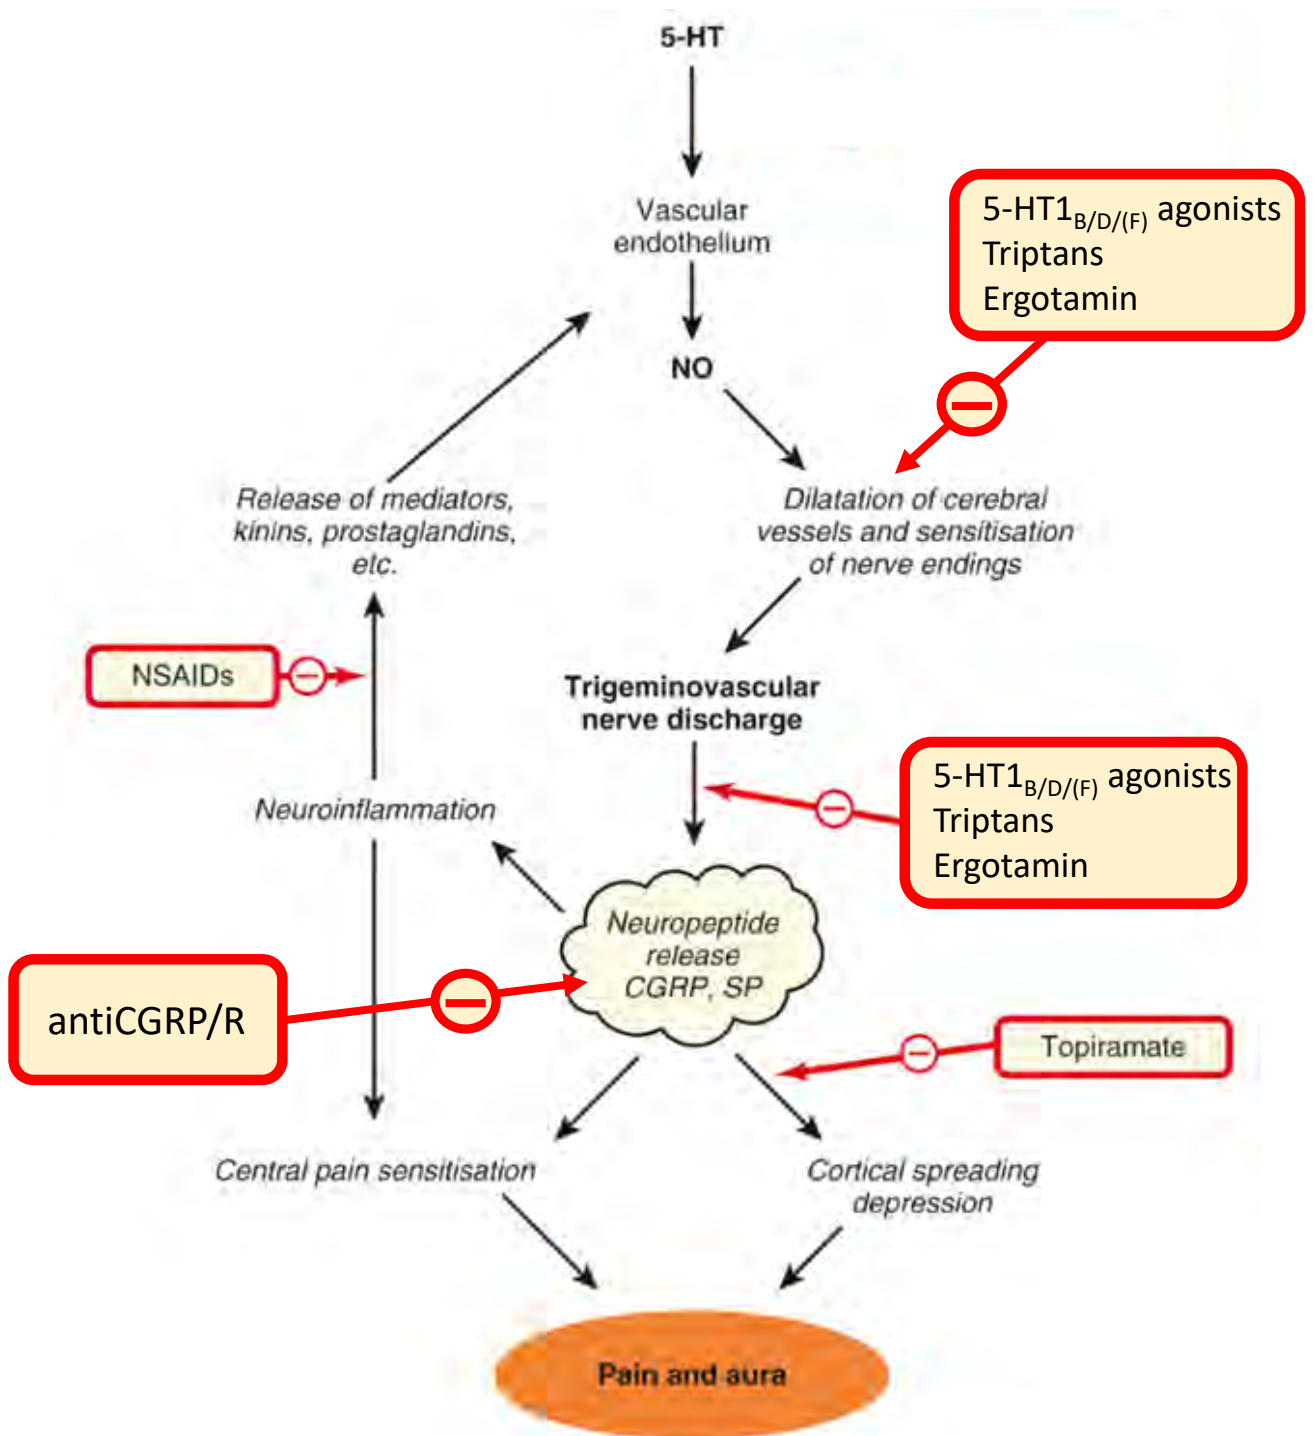 5-HT
Vascular
endothelium
5-HT1B/D/(F) agonists
Triptans
Ergotamin
NO
Release of mediators,
kinins, prostaglandins,
etc.
Dilatation of cerebral
vessels and sensitisation
of nerve endings
NSAIDs
Trigeminovascular
nerve discharge
5-HT1B/D/(F) agonists
Triptans
Ergotamin
Neuroinflammation
Neuropeptide
release
CGRP, SP
antiCGRP/R
Topiramate
Central pain sensitisation
Cortical spreading
depression
Pain and aura